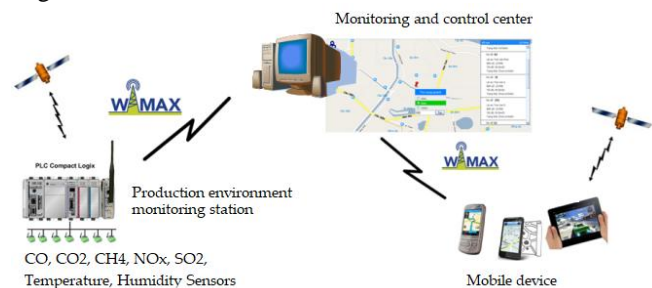 Monitoring and control center
WiMAX
PLC Compact Logix
Production environment
monitoring station
WiMAX
CO, CO2, CH4, NOx, SO2,
Temperature, Humidity Sensors
Mobile device